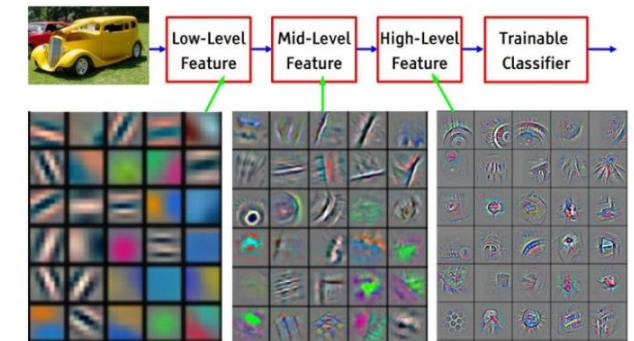 Low-Level
Feature
Mid-Level
Feature
High-Level
Feature
Trainable
Classifier